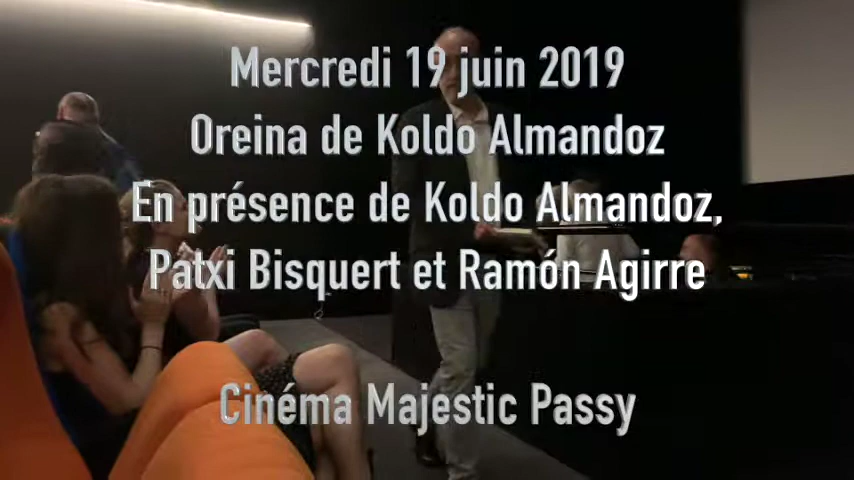 Mercredi 19 juin 2019
Oreina de Koldo Almandoz
En présence de Koldo Almandoz,
Patxi Bisquert et Ramón Agirre
Cinéma Majestic Passy